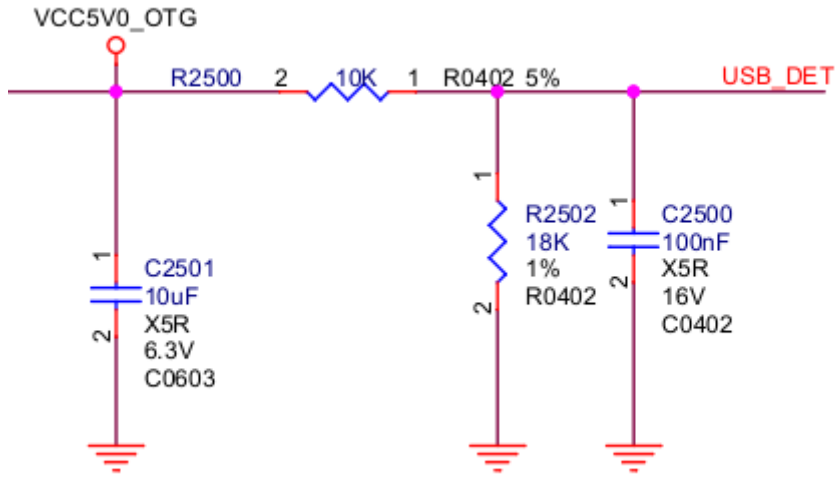 VCC5V0_OTG
R2500 2 10K 1 R0402 5% USB_DET
1
R2502
18K
1%
R0402
2
1
C2500
100nF
X5R
16V
C0402
2
1
C2501
10uF
X5R
6.3V
C0603
2